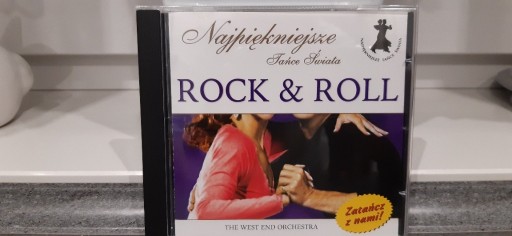 Najpiękniejsze
Tańce Świata
ROCK & ROLL
Zatańcz
z nami!
THE WEST END ORCHESTRA